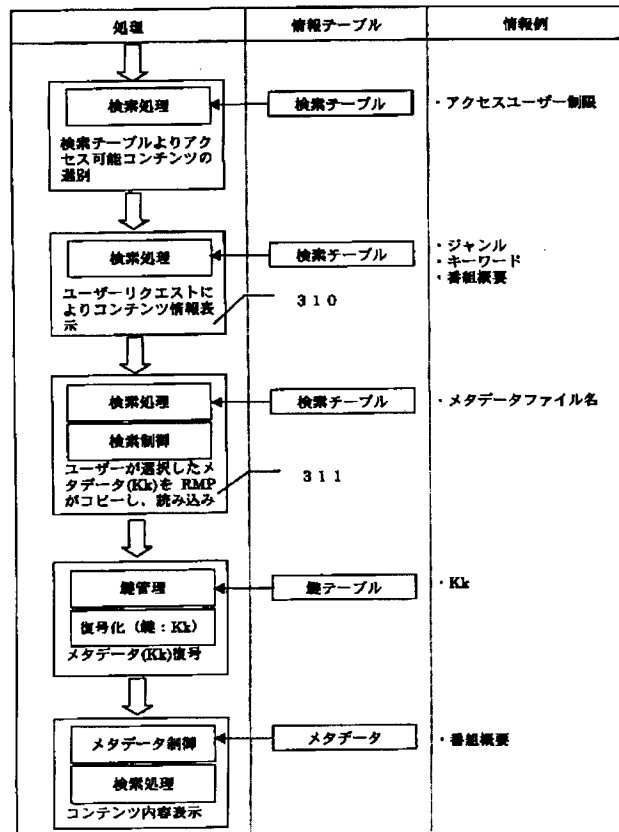 処理 情報テーブル 情報例
検索処理 検索テーブル ・アクセスユーザー制限
検索テーブルよりアク
セス可能コンテンツの
選別
検索処理 検索テーブル ・ジャンル
・キーワード
・番組概要
ユーザーリクエストに
よりコンテンツ情報表
示
310
検索処理 検索テーブル ・メタデータファイル名
検索制御
ユーザーが選択したメ
タデータ(Kk)を RMP
がコピーし、読み込み
311
鍵管理 鍵テーブル ・Kk
復号化（鍵：Kk）
メタデータ(Kk)復号
メタデータ制御 メタデータ ・番組概要
検索処理
コンテンツ内容表示